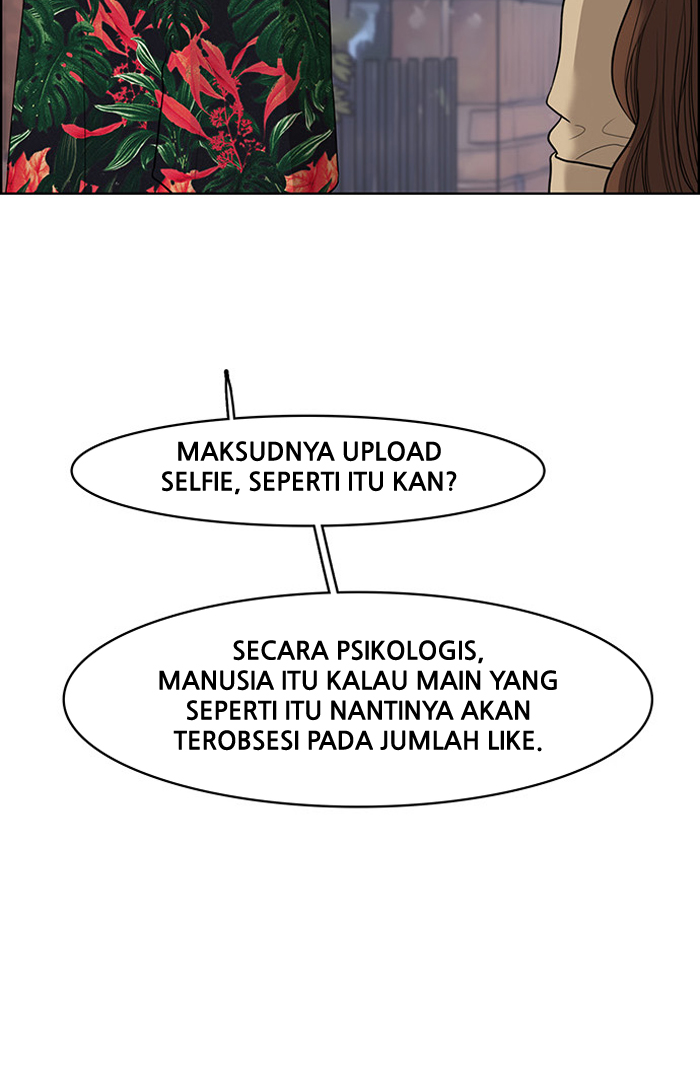 MAKSUDNYA UPLOAD
SELFIE, SEPERTI ITU KAN?
SECARA PSIKOLOGIS,
MANUSIA ITU KALAU MAIN YANG
SEPERTI ITU NANTINYA AKAN
TEROBSESI PADA JUMLAH LIKE.